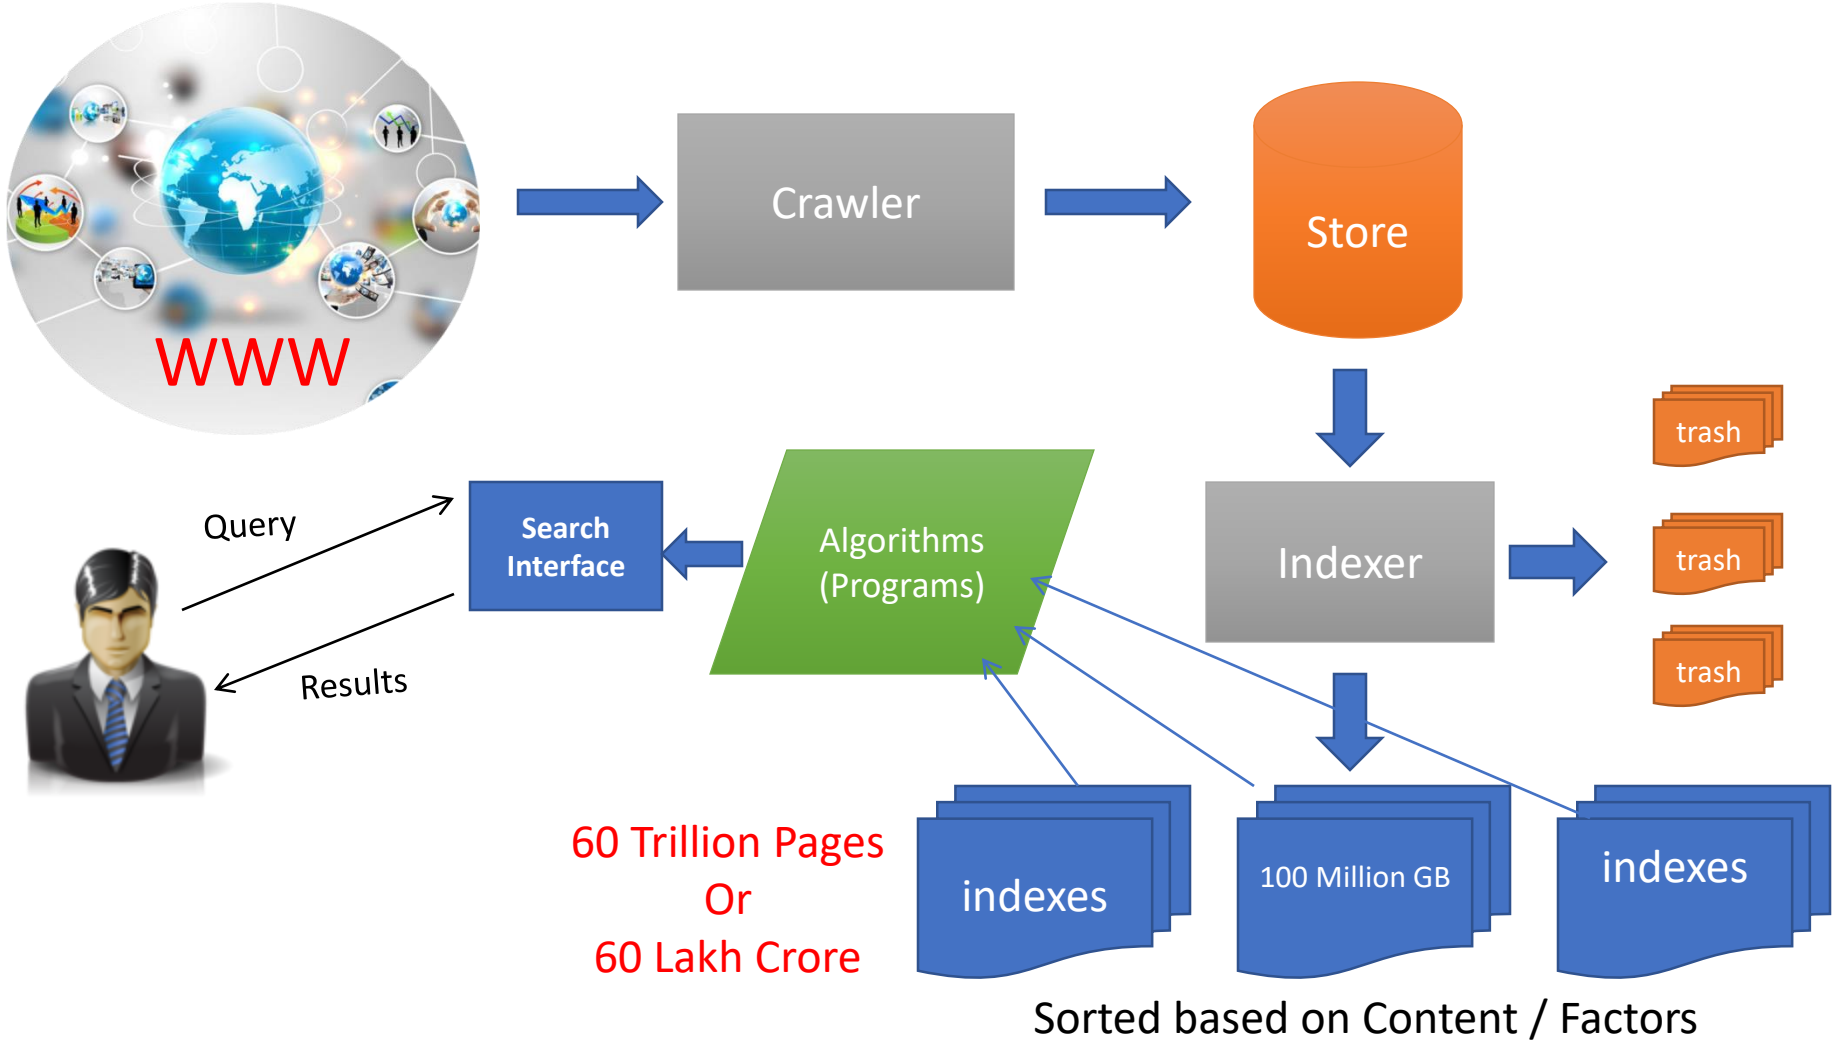 WWW
Crawler
Store
trash
Query
Search
Interface
Algorithms
(Programs)
Indexer
trash
Results
trash
60 Trillion Pages
Or
60 Lakh Crore
indexes
100 Million GB
indexes
Sorted based on Content / Factors